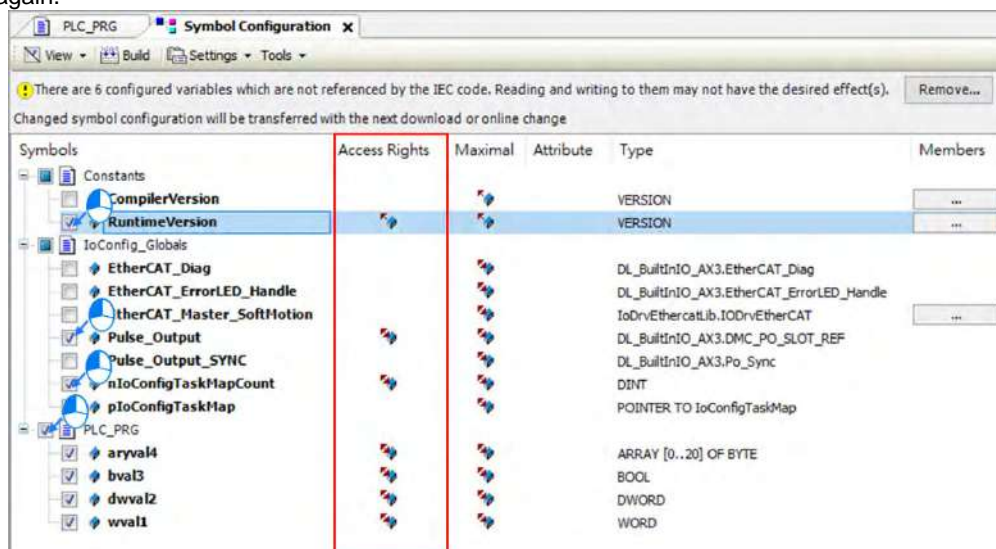 again.
PLC_PRG Symbol Configuration X
View Build Settings Tools
There are 6 configured variables which are not referenced by the IEC code. Reading and writing to them may not have the desired effect(s). Remove...
Changed symbol configuration will be transferred with the next download or online change
Symbols Access Rights Maximal Attribute Type Members
Constants
CompilerVersion VERSION ...
RuntimeVersion VERSION ...
IoConfig_Globals
EtherCAT_Diag DL_BuiltInIO_AX3.EtherCAT_Diag
EtherCAT_ErrorLED_Handle DL_BuiltInIO_AX3.EtherCAT_ErrorLED_Handle
therCAT_Master_SoftMotion IoDrvEthercatLib.IODrvEtherCAT ...
Pulse_Output DL_BuiltInIO_AX3.DMC_PO_SLOT_REF
Pulse_Output_SYNC DL_BuiltInIO_AX3.Po_Sync
nIoConfigTaskMapCount DINT
pIoConfigTaskMap POINTER TO IoConfigTaskMap
PLC_PRG
aryval4 ARRAY [0..20] OF BYTE
bval3 BOOL
dwval2 DWORD
wval1 WORD